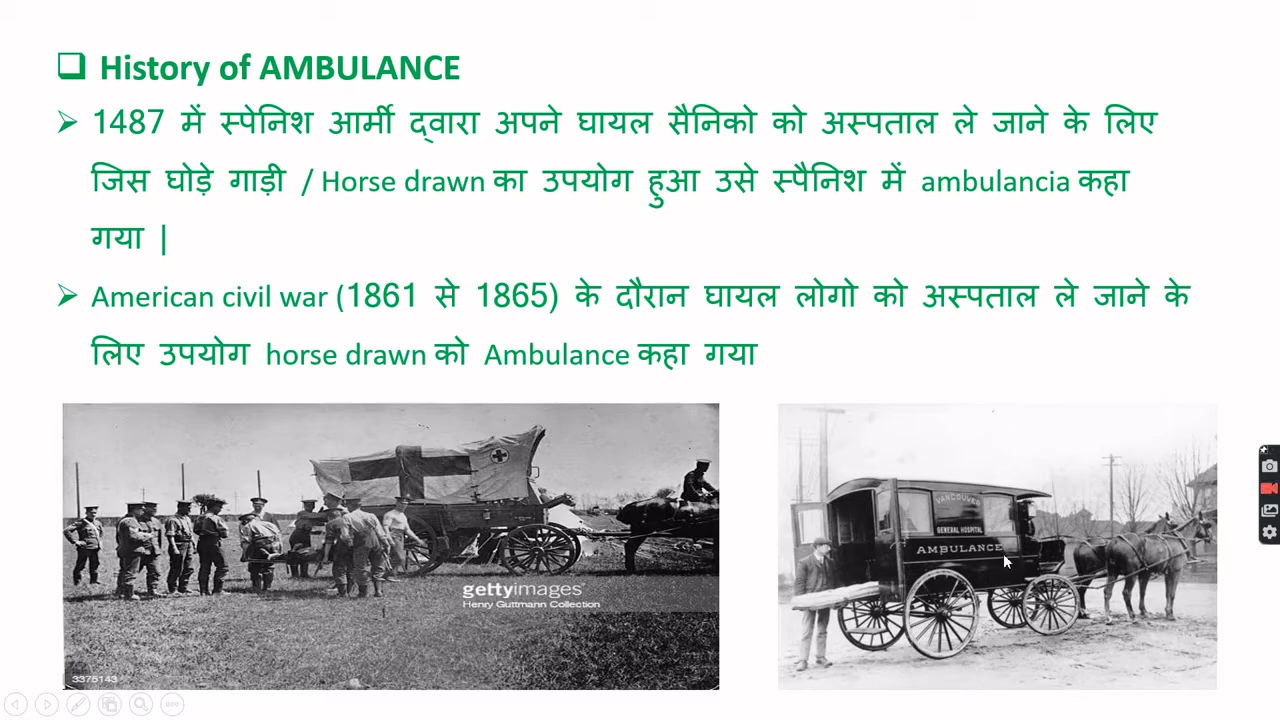 History of AMBULANCE
1487 में स्पेनिश आर्मी द्वारा अपने घायल सैनिको को अस्पताल ले जाने के लिए
जिस घोड़े गाड़ी / Horse drawn का उपयोग हुआ उसे स्पैनिश में ambulancia कहा
गया |
American civil war (1861 से 1865) के दौरान घायल लोगो को अस्पताल ले जाने के
लिए उपयोग horse drawn को Ambulance कहा गया
gettyimages
Henry Guttmann Collection
3375143
VANCOUVER
GENERAL HOSPITAL
AMBULANCE